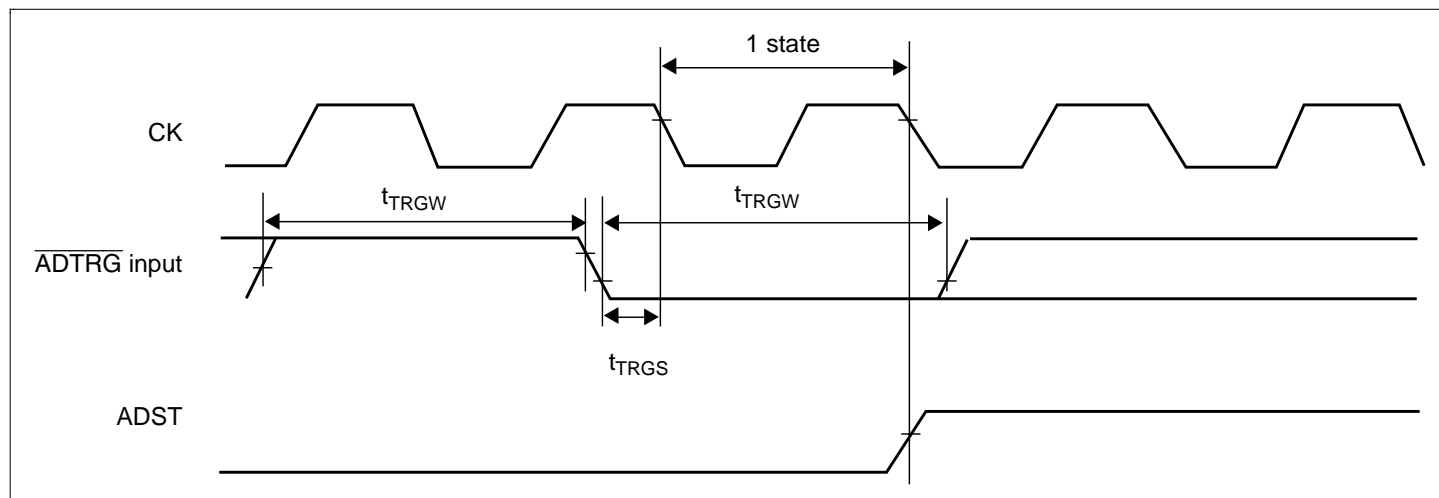 1 state
CK
tTRGW
tTRGW
ADTRG input
tTRGS
ADST